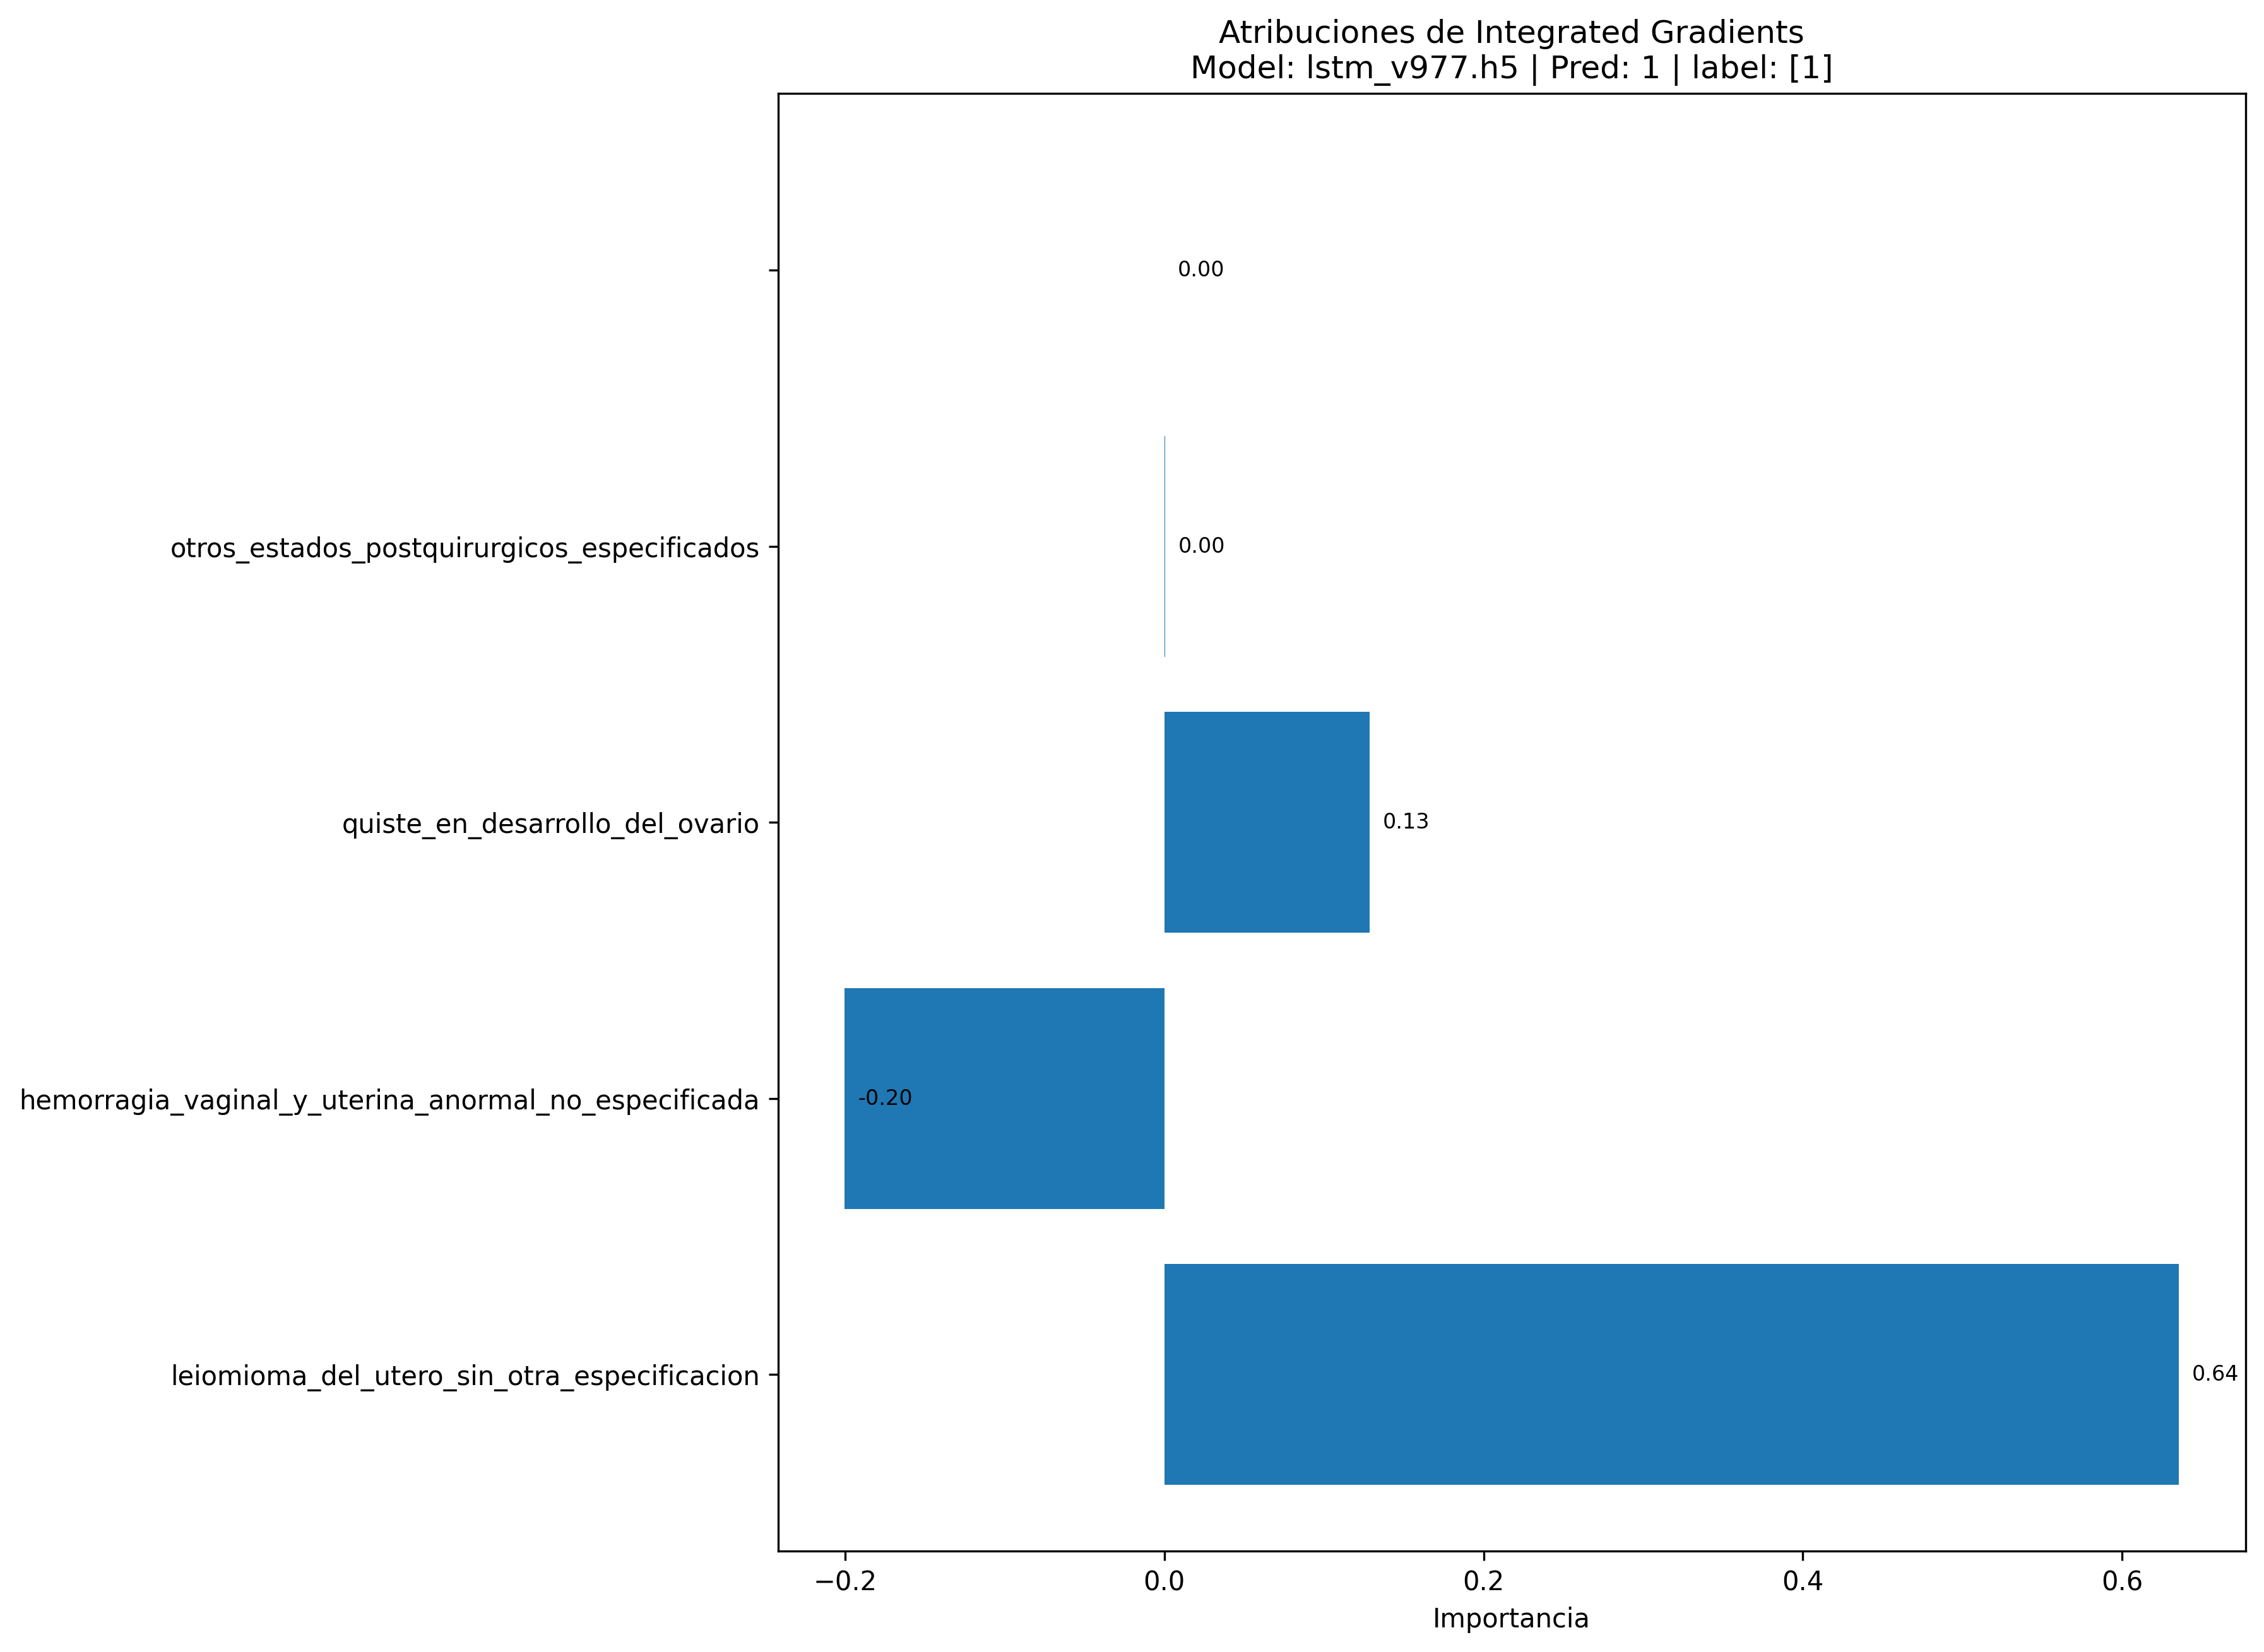 Atribuciones de Integrated Gradients
Model: lstm_v977.h5 | Pred: 1 | label: [1]
0.00
otros_estados_postquirurgicos_especificados
0.00
quiste_en_desarrollo_del_ovario
0.13
hemorragia_vaginal_y_uterina_anormal_no_especificada
-0.20
leiomioma_del_utero_sin_otra_especificacion
0.64
−0.2
0.0
0.2
0.4
0.6
Importancia